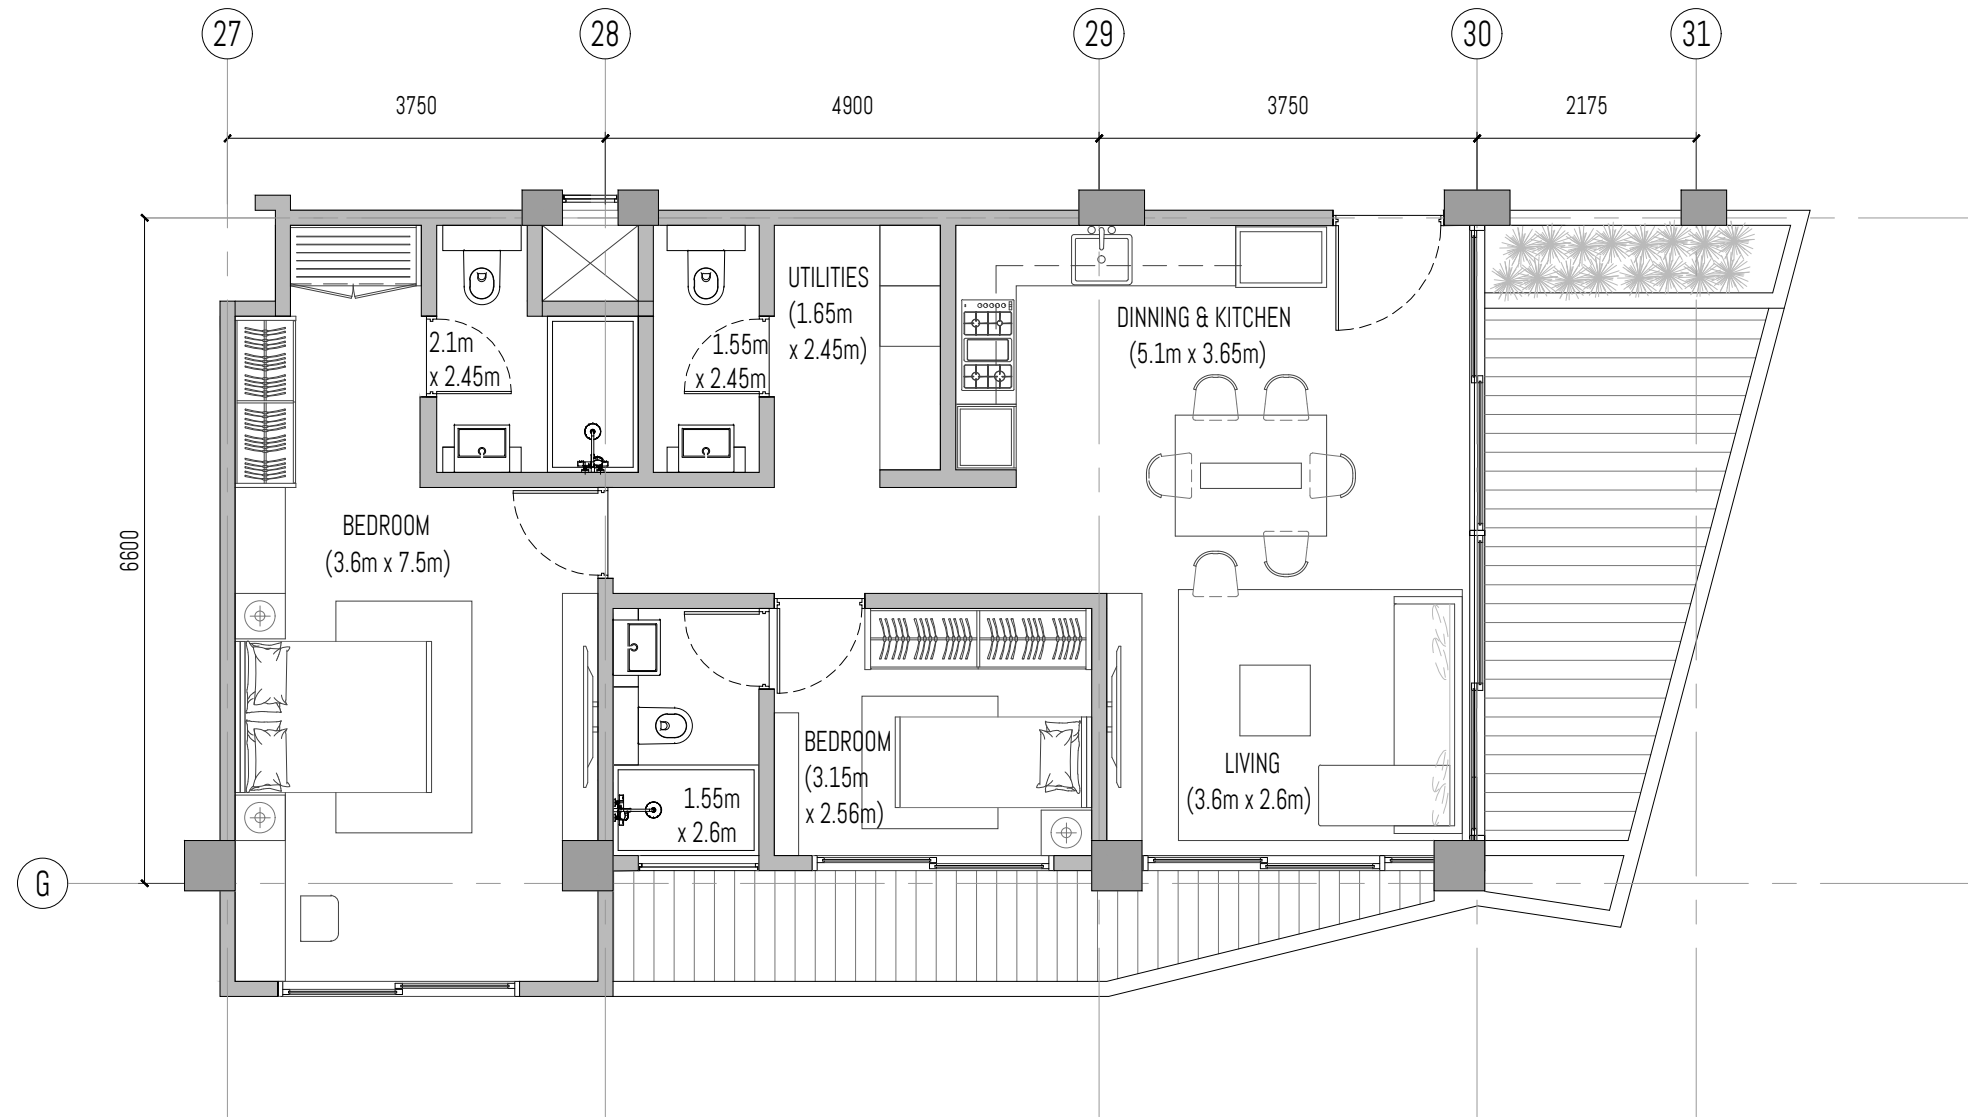 27
28
29
30
31
3750
4900
3750
2175
UTILITIES
(1.65m
x 2.45m)
DINNING & KITCHEN
(5.1m x 3.65m)
2.1m
x 2.45m
1.55m
x 2.45m
BEDROOM
(3.6m x 7.5m)
6600
BEDROOM
(3.15m
x 2.56m)
LIVING
(3.6m x 2.6m)
1.55m
x 2.6m
G